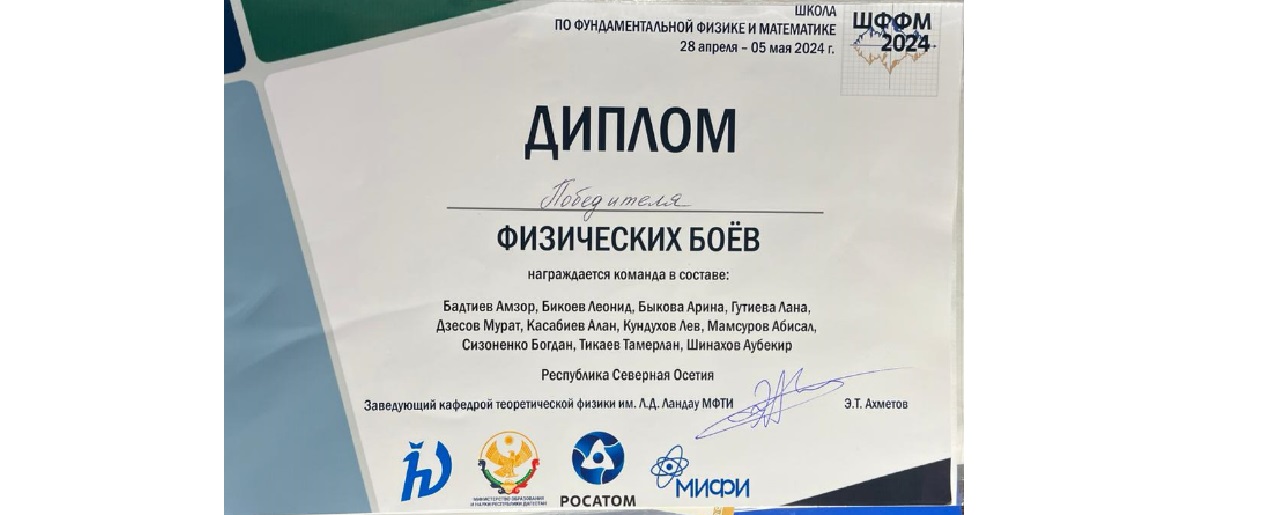 ШКОЛА
ПО ФУНДАМЕНТАЛЬНОЙ ФИЗИКЕ И МАТЕМАТИКЕ
28 апреля – 05 мая 2024 г.
ШФФМ
2024
ДИПЛОМ
Победителя
ФИЗИЧЕСКИХ БОЁВ
награждается команда в составе:
Бадтиев Амзор, Бикоев Леонид, Быкова Арина, Гутиева Лана,
Дзесов Мурат, Касабиев Алан, Кундухов Лев, Мамсуров Абисал,
Сизоненко Богдан, Тикаев Тамерлан, Шинахов Аубекир
Республика Северная Осетия
Заведующий кафедрой теоретической физики им. Л.Д. Ландау МФТИ
Э.Т. Ахметов
МИНИСТЕРСТВО ОБРАЗОВАНИЯ
И НАУКИ РЕСПУБЛИКИ ДАГЕСТАН
РОСАТОМ
МИФИ